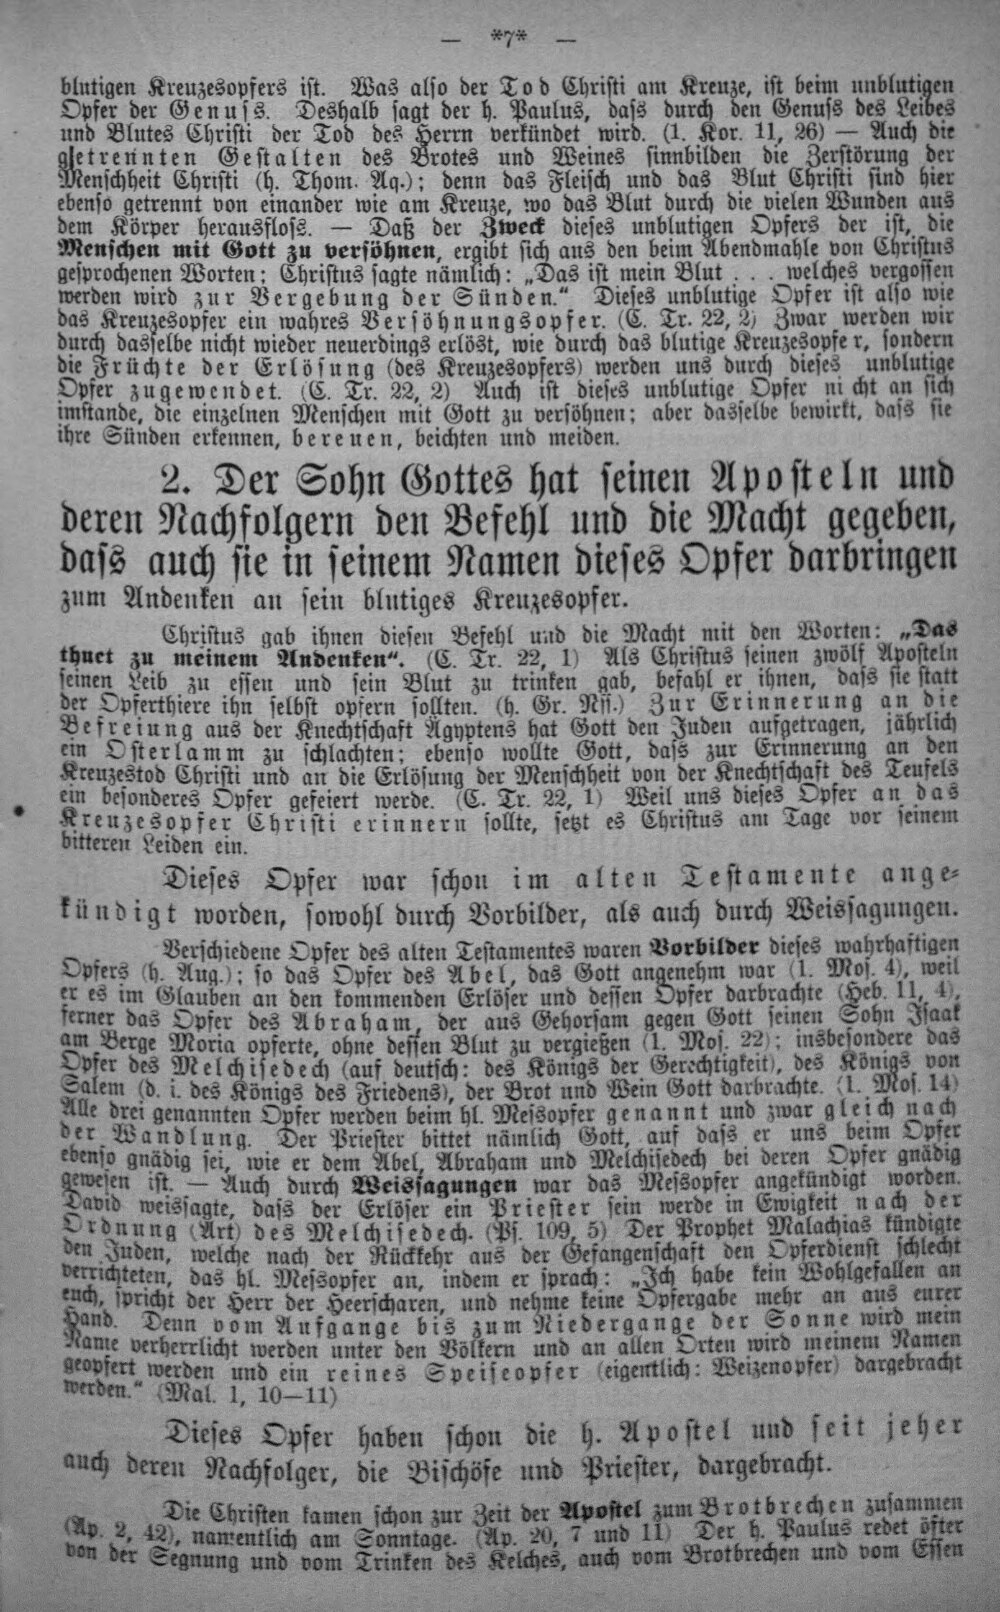 — *7* —
blutigen Kreuzesopfers ist. Was also der Tod Christi am Kreuze, ist beim unblutigen
Opfer der Genuss. Deshalb sagt der h. Paulus, dass durch den Genuss des Leibes
und Blutes Christi der Tod des Herrn verkündet wird. (1. Kor. 11, 26) — Auch die
getrennten Gestalten des Brotes und Weines sinnbilden die Zerstörung der
Menschheit Christi (h. Thom. Aq.); denn das Fleisch und das Blut Christi sind hier
ebenso getrennt von einander wie am Kreuze, wo das Blut durch die vielen Wunden aus
dem Körper herausfloss. — Daß der Zweck dieses unblutigen Opfers der ist, die
Menschen mit Gott zu versöhnen, ergibt sich aus den beim Abendmahle von Christus
gesprochenen Worten; Christus sagte nämlich: „Das ist mein Blut . . . welches vergossen
werden wird zur Vergebung der Sünden.“ Dieses unblutige Opfer ist also wie
das Kreuzesopfer ein wahres Versöhnungsopfer. (C. Tr. 22, 2) Zwar werden wir
durch dasselbe nicht wieder neuerdings erlöst, wie durch das blutige Kreuzesopfer, sondern
die Früchte der Erlösung (des Kreuzesopfers) werden uns durch dieses unblutige
Opfer zugewendet. (C. Tr. 22, 2) Auch ist dieses unblutige Opfer nicht an sich
imstande, die einzelnen Menschen mit Gott zu versöhnen; aber dasselbe bewirkt, dass sie
ihre Sünden erkennen, bereuen, beichten und meiden.
2. Der Sohn Gottes hat seinen Aposteln und
deren Nachfolgern den Befehl und die Macht gegeben,
dass auch sie in seinem Namen dieses Opfer darbringen
zum Andenken an sein blutiges Kreuzesopfer.
Christus gab ihnen diesen Befehl und die Macht mit den Worten: „Das
thuet zu meinem Andenken“. (C. Tr. 22, 1) Als Christus seinen zwölf Aposteln
seinen Leib zu essen und sein Blut zu trinken gab, befahl er ihnen, dass sie statt
der Opferthiere ihn selbst opfern sollten. (h. Gr. Nss.) Zur Erinnerung an die
Befreiung aus der Knechtschaft Ägyptens hat Gott den Juden aufgetragen, jährlich
ein Osterlamm zu schlachten; ebenso wollte Gott, dass zur Erinnerung an den
Kreuzestod Christi und an die Erlösung der Menschheit von der Knechtschaft des Teufels
ein besonderes Opfer gefeiert werde. (C. Tr. 22, 1) Weil uns dieses Opfer an das
Kreuzesopfer Christi erinnern sollte, setzt es Christus am Tage vor seinem
bitteren Leiden ein.
Dieses Opfer war schon im alten Testamente ange-
kündigt worden, sowohl durch Vorbilder, als auch durch Weissagungen.
Verschiedene Opfer des alten Testamentes waren Vorbilder dieses wahrhaftigen
Opfers (h. Aug.); so das Opfer des Abel, das Gott angenehm war (1. Mos. 4), weil
er es im Glauben an den kommenden Erlöser und dessen Opfer darbrachte (Heb. 11, 4),
ferner das Opfer des Abraham, der aus Gehorsam gegen Gott seinen Sohn Isaak
am Berge Moria opferte, ohne dessen Blut zu vergießen (1. Mos. 22); insbesondere das
Opfer des Melchisedech (auf deutsch: des Königs der Gerechtigkeit), des Königs von
Salem (d. i. des Königs des Friedens), der Brot und Wein Gott darbrachte. (1. Mos. 14)
Alle drei genannten Opfer werden beim hl. Messopfer genannt und zwar gleich nach
der Wandlung. Der Priester bittet nämlich Gott, auf dass er uns beim Opfer
ebenso gnädig sei, wie er dem Abel, Abraham und Melchisedech bei deren Opfer gnädig
gewesen ist. — Auch durch Weissagungen war das Messopfer angekündigt worden.
David weissagte, dass der Erlöser ein Priester sein werde in Ewigkeit nach der
Ordnung (Art) des Melchisedech. (Ps. 109, 5) Der Prophet Malachias kündigte
den Juden, welche nach der Rückkehr aus der Gefangenschaft den Opferdienst schlecht
verrichteten, das hl. Messopfer an, indem er sprach: „Ich habe kein Wohlgefallen an
euch, spricht der Herr der Heerscharen, und nehme keine Opfergabe mehr an aus eurer
Hand. Denn vom Aufgange bis zum Niedergange der Sonne wird mein
Name verherrlicht werden unter den Völkern und an allen Orten wird meinem Namen
geopfert werden und ein reines Speiseopfer (eigentlich: Weizenopfer) dargebracht
werden.“ (Mal. 1, 10—11)
Dieses Opfer haben schon die h. Apostel und seit jeher
auch deren Nachfolger, die Bischöfe und Priester, dargebracht.
Die Christen kamen schon zur Zeit der Apostel zum Brotbrechen zusammen
(Ap. 2, 42), namentlich am Sonntage. (Ap. 20, 7 und 11) Der h. Paulus redet öfter
von der Segnung und vom Trinken des Kelches, auch vom Brotbrechen und vom Essen